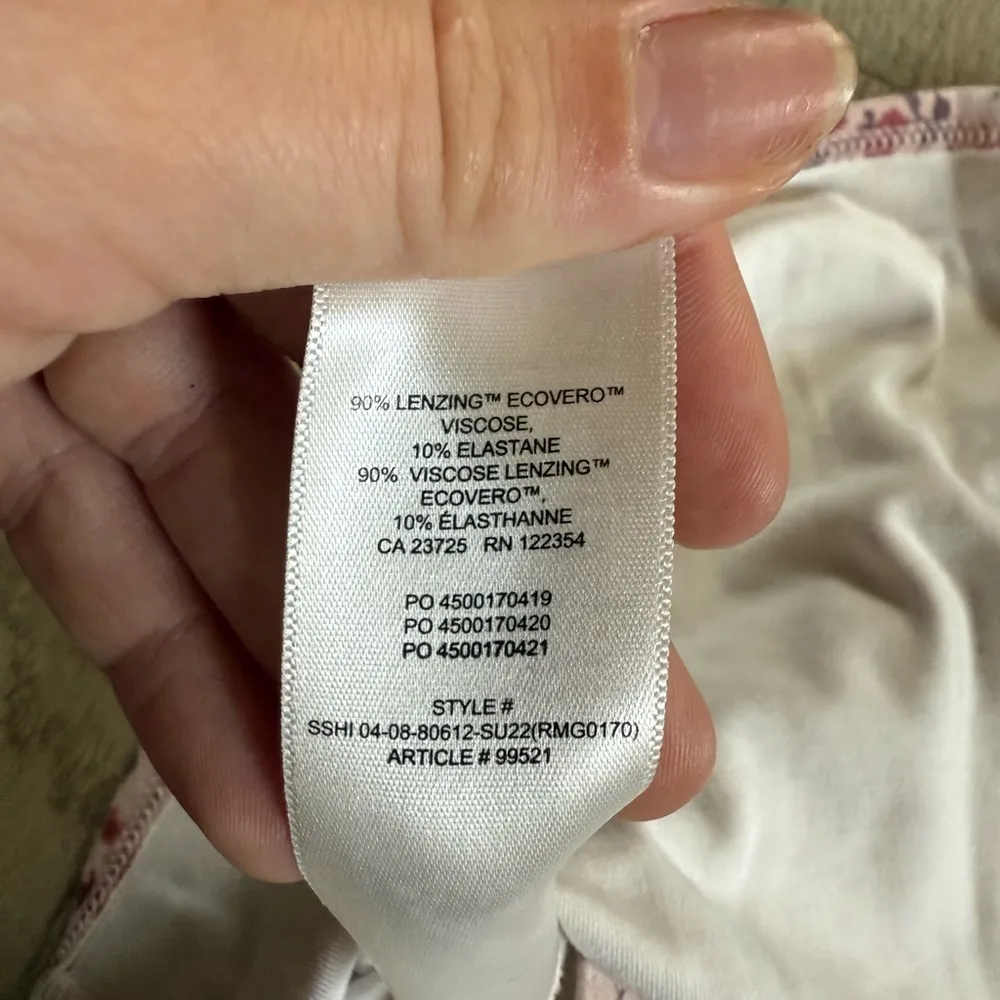 90% LENZING™ ECOVERO™
VISCOSE,
10% ELASTANE
90% VISCOSE LENZING™
ECOVERO™,
10% ÉLASTHANNE
CA 23725 RN 122354
PO 4500170419
PO 4500170420
PO 4500170421
STYLE #
SSHI 04-08-80612-SU22(RMG0170)
ARTICLE # 99521